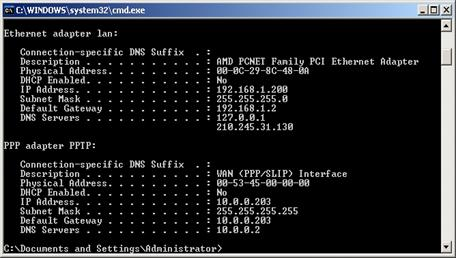 C:\WINDOWS\system32\cmd.exe
Ethernet adapter lan:
Connection-specific DNS Suffix . :
Description . . . . . . . . . . . : AMD PCNET Family PCI Ethernet Adapter
Physical Address. . . . . . . . . : 00-0C-29-8C-48-0A
DHCP Enabled. . . . . . . . . . . : No
IP Address. . . . . . . . . . . . : 192.168.1.200
Subnet Mask . . . . . . . . . . . : 255.255.255.0
Default Gateway . . . . . . . . . : 192.168.1.2
DNS Servers . . . . . . . . . . . : 127.0.0.1
210.245.31.130
PPP adapter PPTP:
Connection-specific DNS Suffix . :
Description . . . . . . . . . . . : WAN (PPP/SLIP) Interface
Physical Address. . . . . . . . . : 00-53-45-00-00-00
DHCP Enabled. . . . . . . . . . . : No
IP Address. . . . . . . . . . . . : 10.0.0.203
Subnet Mask . . . . . . . . . . . : 255.255.255.255
Default Gateway . . . . . . . . . : 10.0.0.203
DNS Servers . . . . . . . . . . . : 10.0.0.2
C:\Documents and Settings\Administrator>